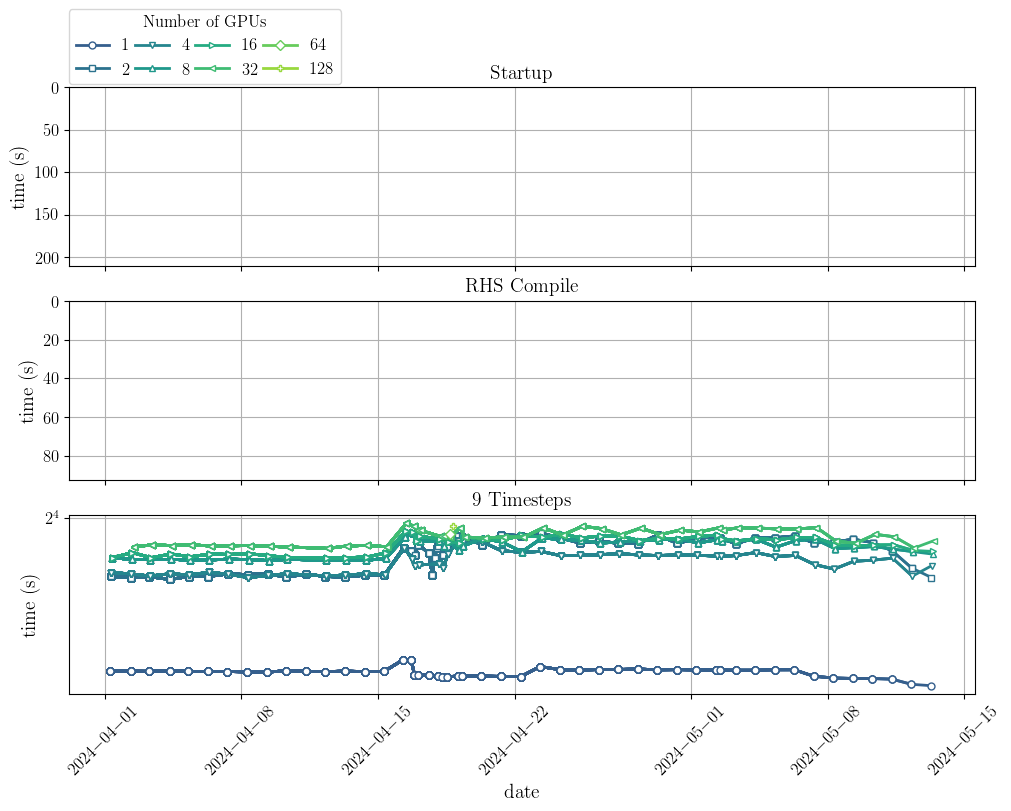 Number of GPUs
1 4 16 64
2 8 32 128
Startup
0
50
100
150
200
time (s)
RHS Compile
0
20
40
60
80
time (s)
9 Timesteps
2⁴
time (s)
2024−04−01 2024−04−08 2024−04−15 2024−04−22 2024−05−01 2024−05−08 2024−05−15
date